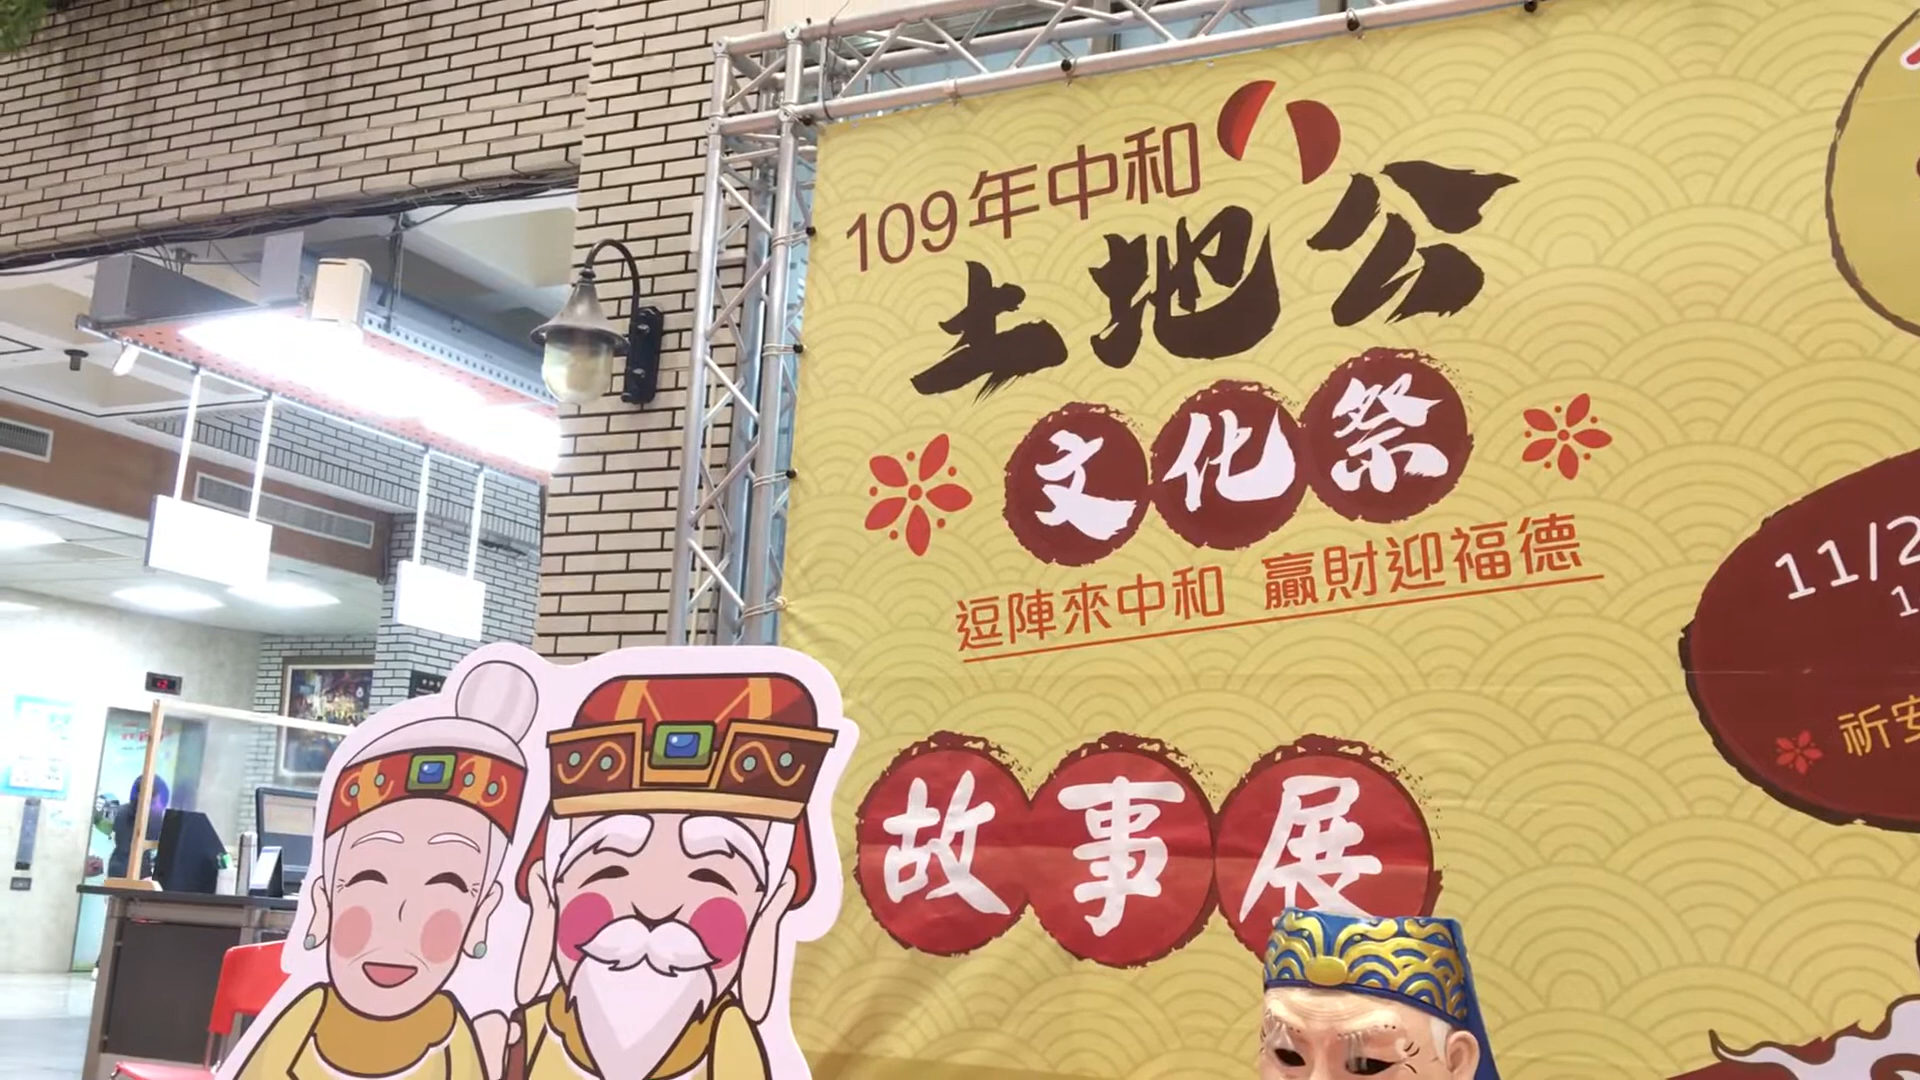 109年中和
土地公
文化祭
逗陣來中和 贏財迎福德
故事展
11/2
1
祈安